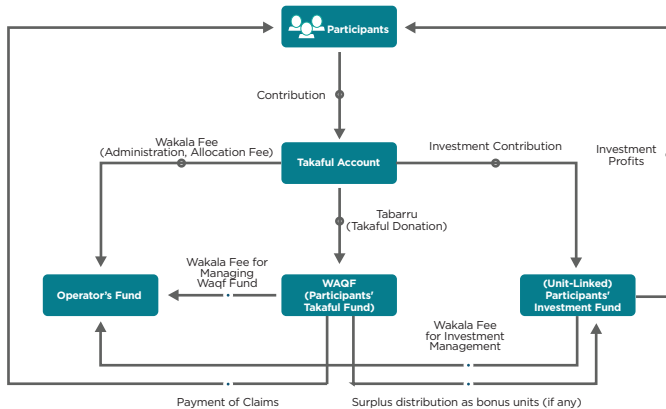 Participants
Contribution
Wakala Fee
(Administration, Allocation Fee)
Takaful Account
Investment Contribution
Investment
Profits
Tabarru
(Takaful Donation)
Wakala Fee for
Managing
Waqf Fund
Operator's Fund
WAQF
(Participants'
Takaful Fund)
(Unit-Linked)
Participants'
Investment Fund
Wakala Fee
for Investment
Management
Payment of Claims
Surplus distribution as bonus units (if any)